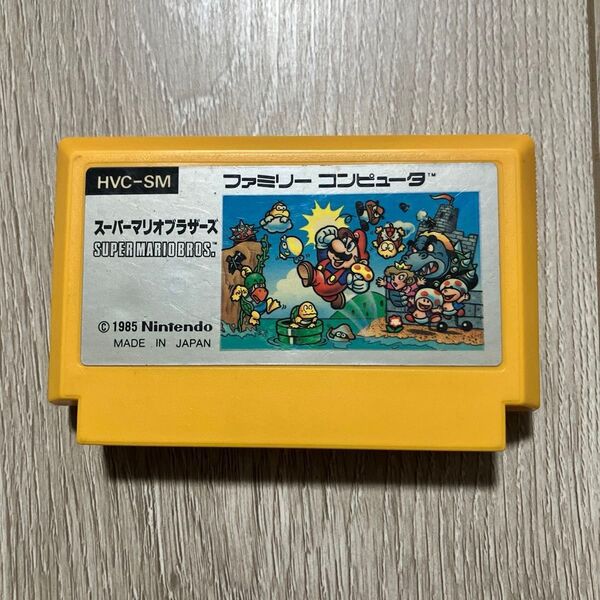 HVC-SM
ファミリー コンピュータ™
スーパーマリオブラザーズ
SUPER MARIO BROS.™
© 1985 Nintendo
MADE IN JAPAN